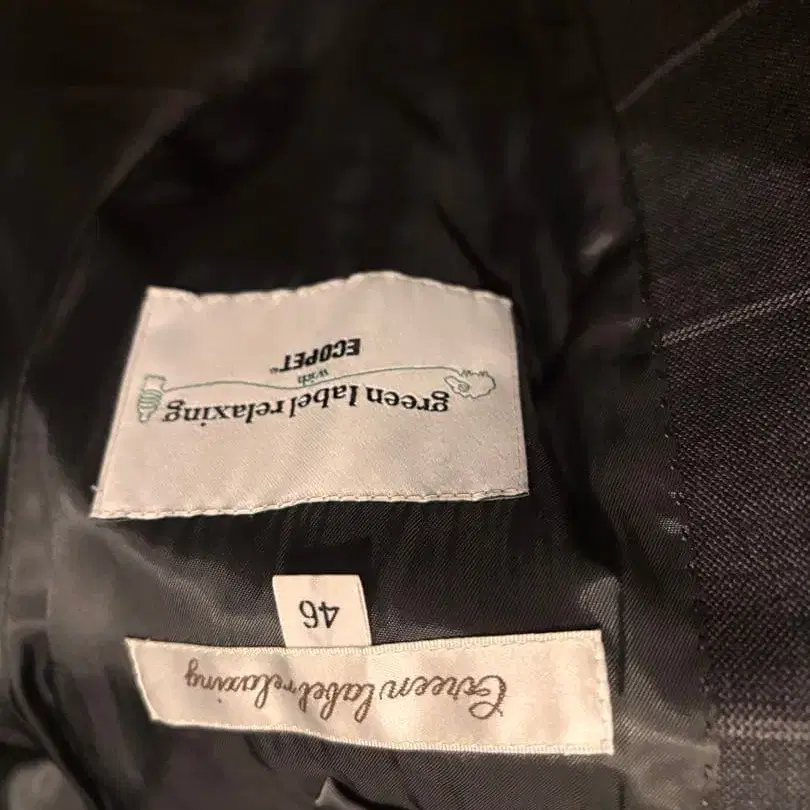 Green label relaxing
46
green label relaxing
with
ECOPET®